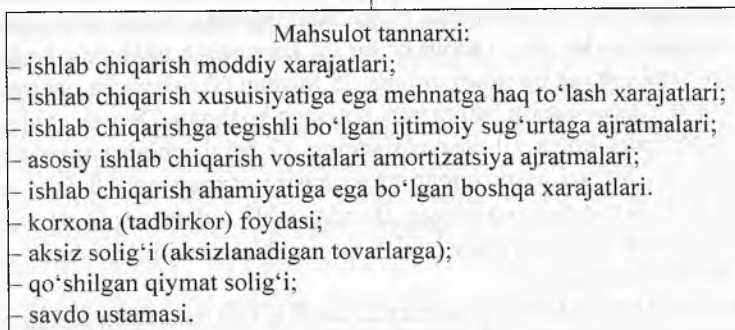 Mahsulot tannarxi:
– ishlab chiqarish moddiy xarajatlari;
– ishlab chiqarish xusuisiyatiga ega mehnatga haq to‘lash xarajatlari;
– ishlab chiqarishga tegishli bo‘lgan ijtimoiy sug‘urtaga ajratmalari;
– asosiy ishlab chiqarish vositalari amortizatsiya ajratmalari;
– ishlab chiqarish ahamiyatiga ega bo‘lgan boshqa xarajatlari.
– korxona (tadbirkor) foydasi;
– aksiz solig‘i (aksizlanadigan tovarlarga);
– qo‘shilgan qiymat solig‘i;
– savdo ustamasi.